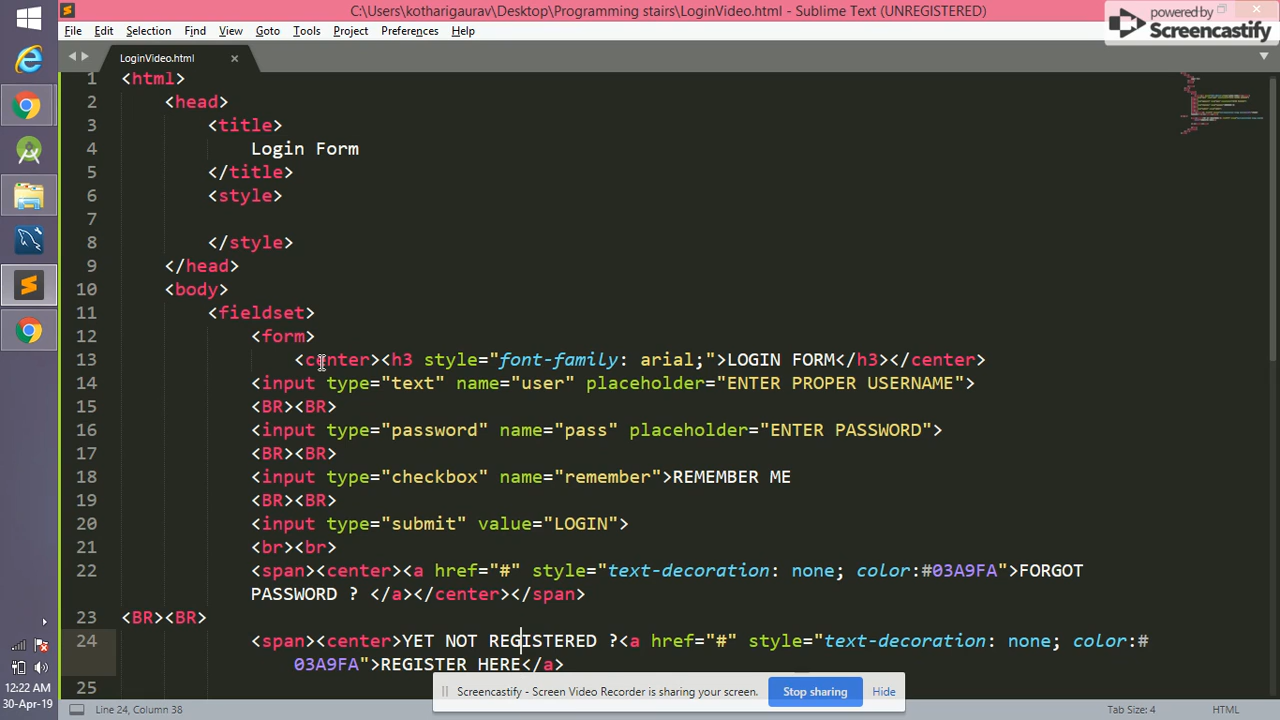 C:\Users\kotharigaurav\Desktop\Programming stairs\LoginVideo.html - Sublime Text (UNREGISTERED)
powered by
Screencastify
File Edit Selection Find View Goto Tools Project Preferences Help
LoginVideo.html
1 <html>
2 <head>
3 <title>
4 Login Form
5 </title>
6 <style>
7
8 </style>
9 </head>
10 <body>
11 <fieldset>
12 <form>
13 <center><h3 style="font-family: arial;">LOGIN FORM</h3></center>
14 <input type="text" name="user" placeholder="ENTER PROPER USERNAME">
15 <BR><BR>
16 <input type="password" name="pass" placeholder="ENTER PASSWORD">
17 <BR><BR>
18 <input type="checkbox" name="remember">REMEMBER ME
19 <BR><BR>
20 <input type="submit" value="LOGIN">
21 <br><br>
22 <span><center><a href="#" style="text-decoration: none; color:#03A9FA">FORGOT
PASSWORD ? </a></center></span>
23 <BR><BR>
24 <span><center>YET NOT REGISTERED ?<a href="#" style="text-decoration: none; color:#
03A9FA">REGISTER HERE</a>
25
Screencastify - Screen Video Recorder is sharing your screen. Stop sharing Hide
12:22 AM
30-Apr-19
Line 24, Column 38 Tab Size: 4 HTML